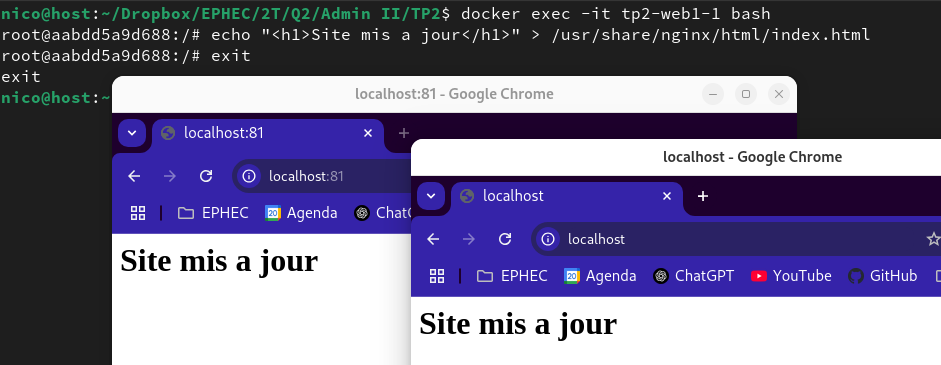 nico@host:~/Dropbox/EPHEC/2T/Q2/Admin II/TP2$ docker exec -it tp2-web1-1 bash
root@aabdd5a9d688:/# echo "<h1>Site mis a jour</h1>" > /usr/share/nginx/html/index.html
root@aabdd5a9d688:/# exit
exit
nico@host:~
localhost:81 - Google Chrome
localhost:81
localhost:81
EPHEC 20 Agenda ChatG
Site mis a jour
localhost - Google Chrome
localhost
localhost
EPHEC 20 Agenda ChatGPT YouTube GitHub
Site mis a jour